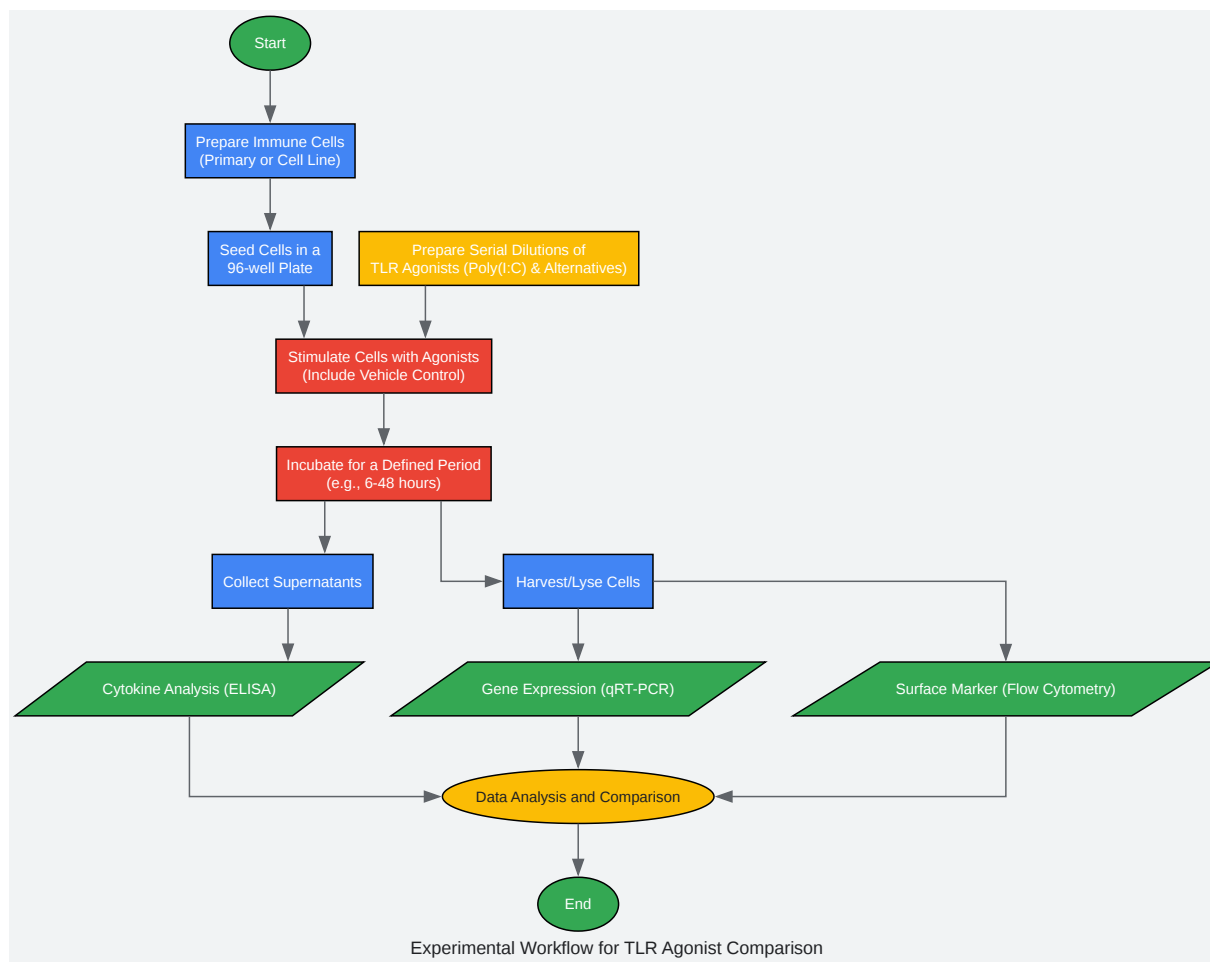 Start
Prepare Immune Cells
(Primary or Cell Line)
Seed Cells in a
96-well Plate
Prepare Serial Dilutions of
TLR Agonists (Poly(I:C) & Alternatives)
Stimulate Cells with Agonists
(Include Vehicle Control)
Incubate for a Defined Period
(e.g., 6-48 hours)
Collect Supernatants
Harvest/Lyse Cells
Cytokine Analysis (ELISA)
Gene Expression (qRT-PCR)
Surface Marker (Flow Cytometry)
Data Analysis and Comparison
End
Experimental Workflow for TLR Agonist Comparison